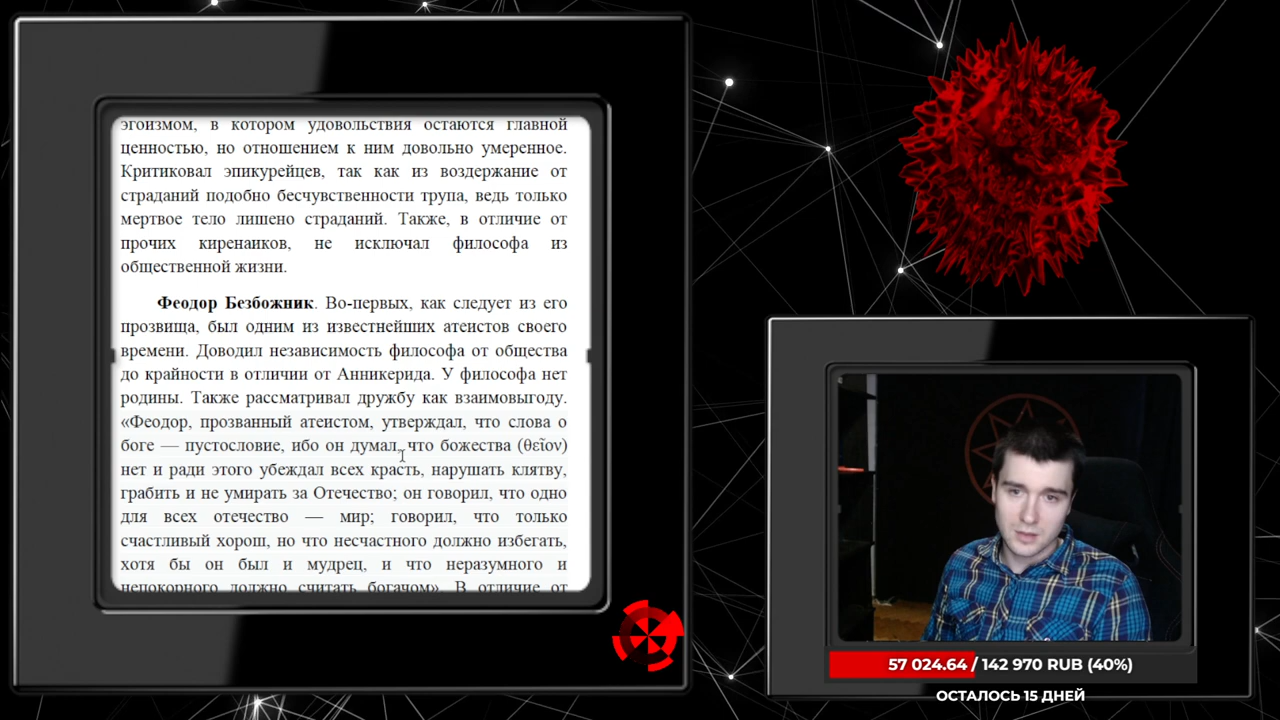 эгоизмом, в котором удовольствия остаются главной
ценностью, но отношением к ним довольно умеренное.
Критиковал эпикурейцев, так как из воздержание от
страданий подобно бесчувственности трупа, ведь только
мертвое тело лишено страданий. Также, в отличие от
прочих киренаиков, не исключал философа из
общественной жизни.
Феодор Безбожник. Во-первых, как следует из его
прозвища, был одним из известнейших атеистов своего
времени. Доводил независимость философа от общества
до крайности в отличии от Анникерида. У философа нет
родины. Также рассматривал дружбу как взаимовыгоду.
«Феодор, прозванный атеистом, утверждал, что слова о
боге — пустословие, ибо он думал, что божества (θεῖον)
нет и ради этого убеждал всех красть, нарушать клятву,
грабить и не умирать за Отечество; он говорил, что одно
для всех отечество — мир; говорил, что только
счастливый хорош, но что несчастного должно избегать,
хотя бы он был и мудрец, и что неразумного и
непокорного должно считать богачом». В отличие от
57 024.64 / 142 970 RUB (40%)
ОСТАЛОСЬ 15 ДНЕЙ